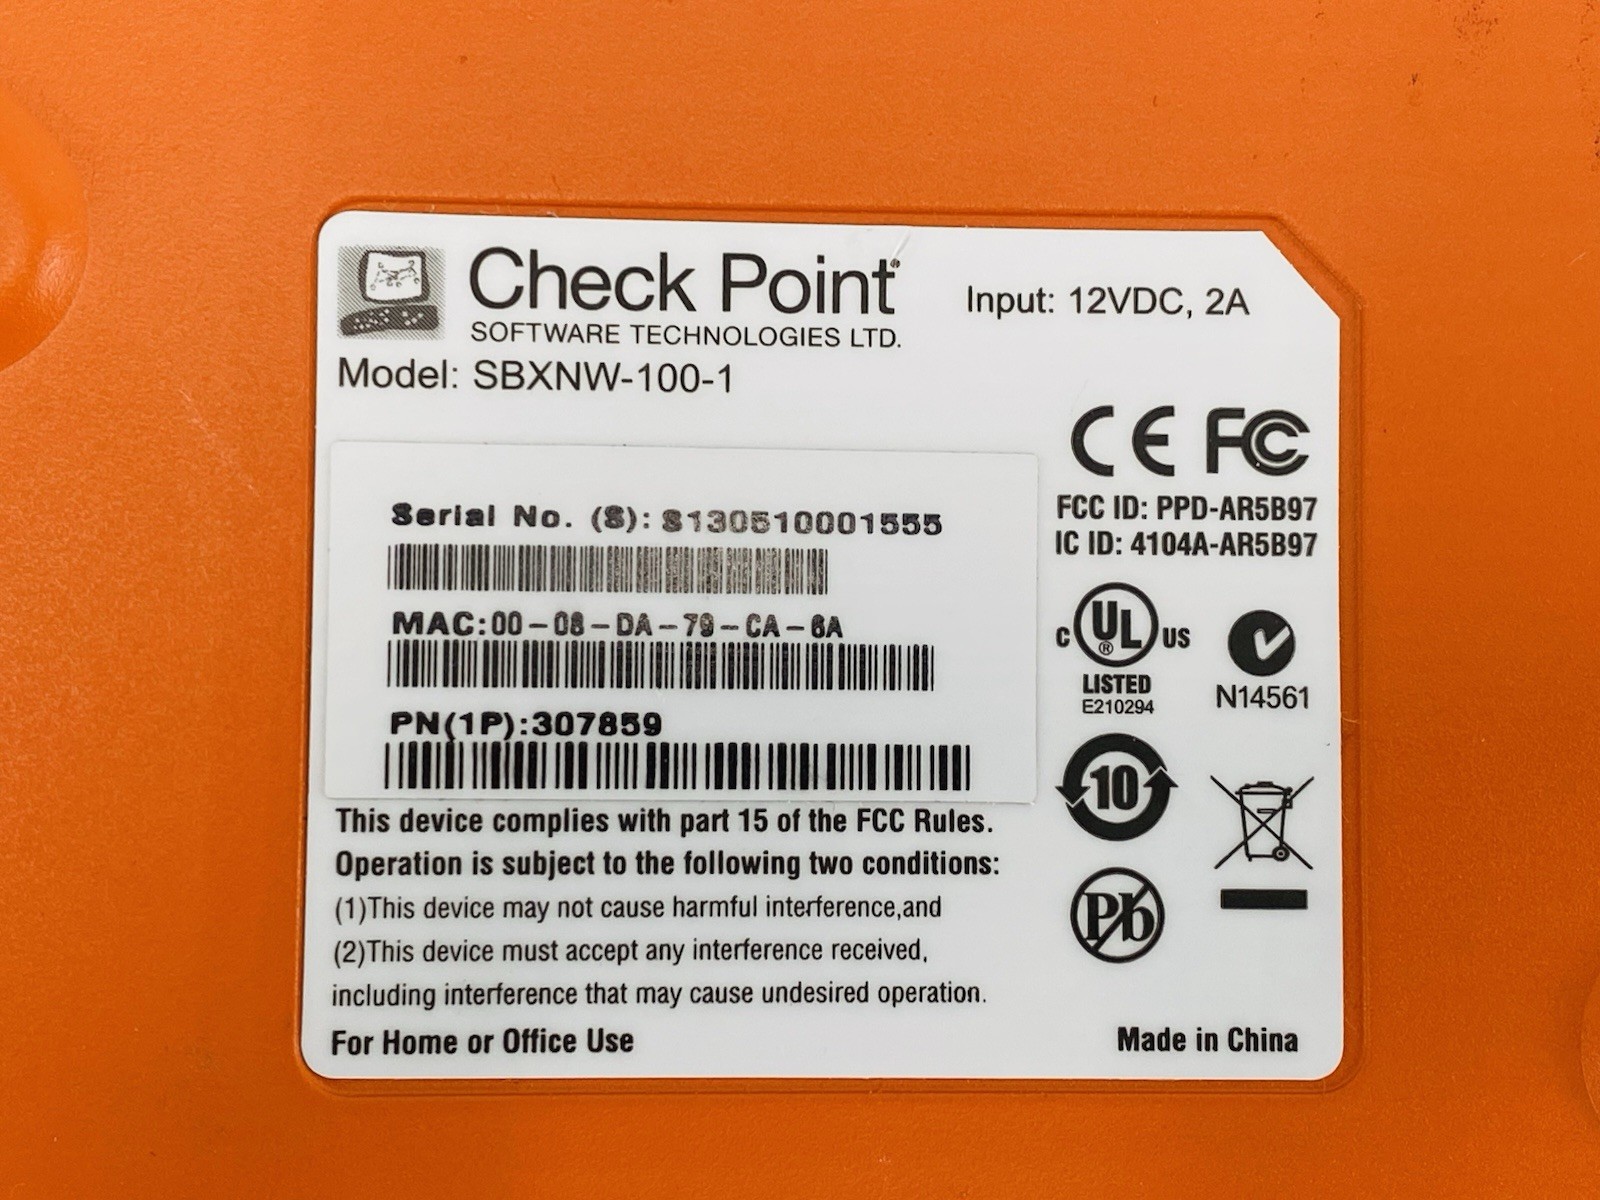 Check Point®
SOFTWARE TECHNOLOGIES LTD.
Input: 12VDC, 2A
Model: SBXNW-100-1
Serial No. (S): S130510001555
MAC:00-08-DA-79-CA-6A
PN(1P):307859
CE FC
FCC ID: PPD-AR5B97
IC ID: 4104A-AR5B97
C UL® US
LISTED
E210294
N14561
10
Pb
This device complies with part 15 of the FCC Rules.
Operation is subject to the following two conditions:
(1)This device may not cause harmful interference,and
(2)This device must accept any interference received,
including interference that may cause undesired operation.
For Home or Office Use
Made in China